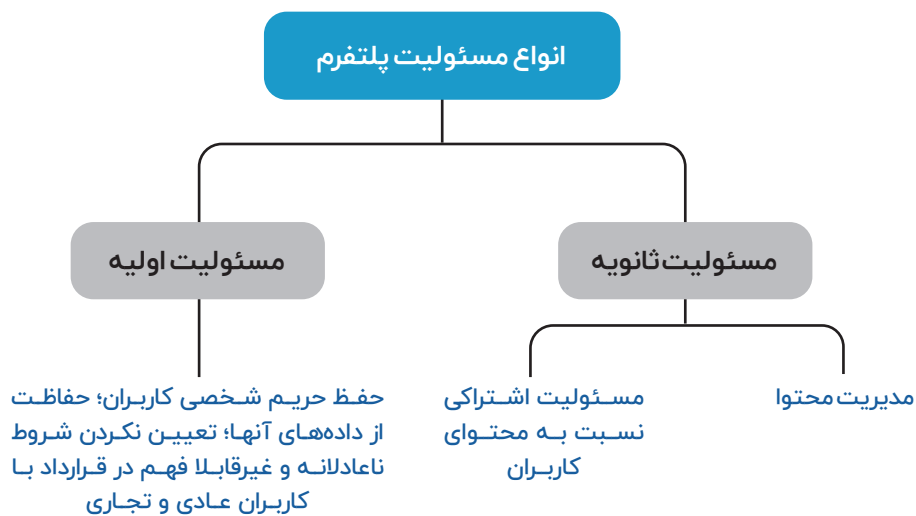 انواع مسئولیت پلتفرم
مسئولیت ثانویه
مسئولیت اولیه
مدیریت محتوا
مسئولیت اشتراکی
نسبت به محتوای
کاربران
حفظ حریم شخصی کاربران؛ حفاظت
از داده‌های آنها؛ تعیین نکردن شروط
ناعادلانه و غیرقابلا فهم در قرارداد با
کاربران عادی و تجاری